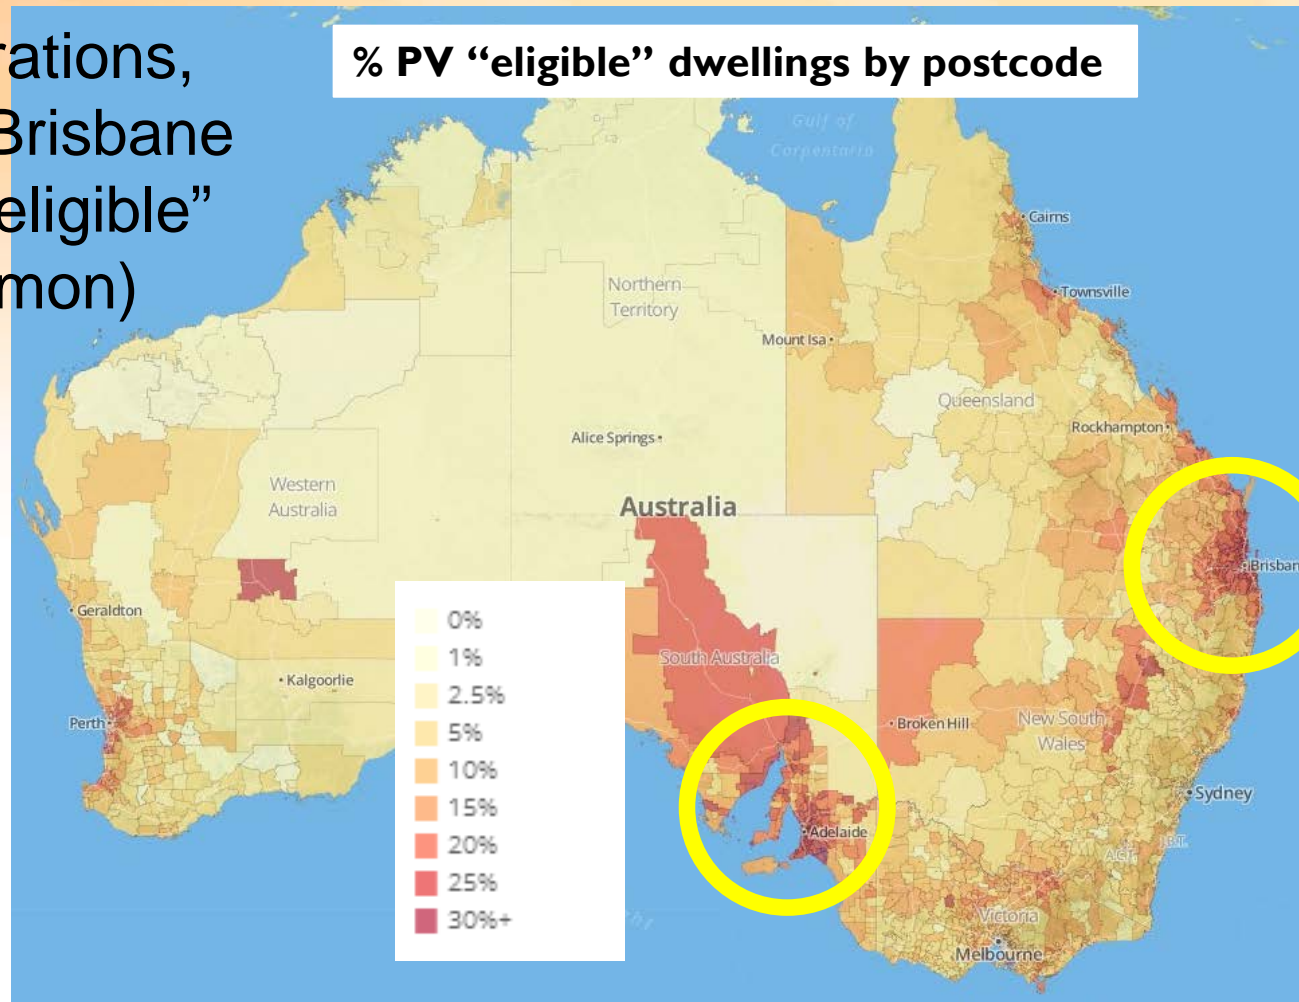 rations,
Brisbane
eligible”
mon)
% PV “eligible” dwellings by postcode
Gulf of
Carpentaria
Cairns
Northern
Territory
Townsville
Mount Isa
Queensland
Rockhampton
Alice Springs
Western
Australia
Australia
Brisban
Geraldton
0%
1%
2.5%
5%
10%
15%
20%
25%
30%+
South Australia
Kalgoorlie
Perth
Broken Hill
New South
Wales
Sydney
Adelaide
A.C.T.
J.B.T.
Victoria
Melbourne